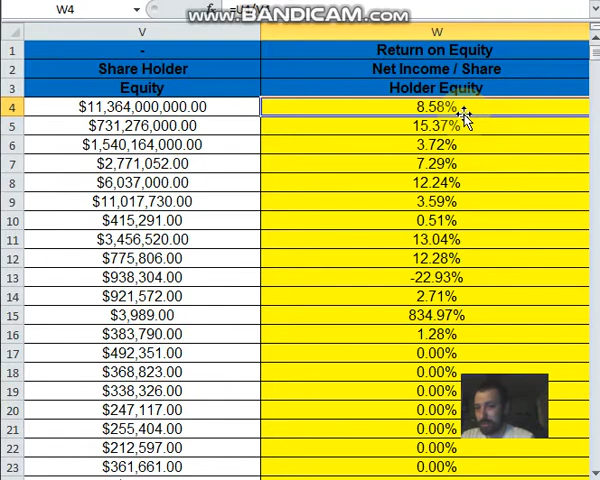 W4 fx =U4/V4
www.BANDICAM.com
V W
1 - Return on Equity
2 Share Holder Net Income / Share
3 Equity Holder Equity
4 $11,364,000,000.00 8.58%
5 $731,276,000.00 15.37%
6 $1,540,164,000.00 3.72%
7 $2,771,052.00 7.29%
8 $6,037,000.00 12.24%
9 $11,017,730.00 3.59%
10 $415,291.00 0.51%
11 $3,456,520.00 13.04%
12 $775,806.00 12.28%
13 $938,304.00 -22.93%
14 $921,572.00 2.71%
15 $3,989.00 834.97%
16 $383,790.00 1.28%
17 $492,351.00 0.00%
18 $368,823.00 0.00%
19 $338,326.00 0.00%
20 $247,117.00 0.00%
21 $255,404.00 0.00%
22 $212,597.00 0.00%
23 $361,661.00 0.00%